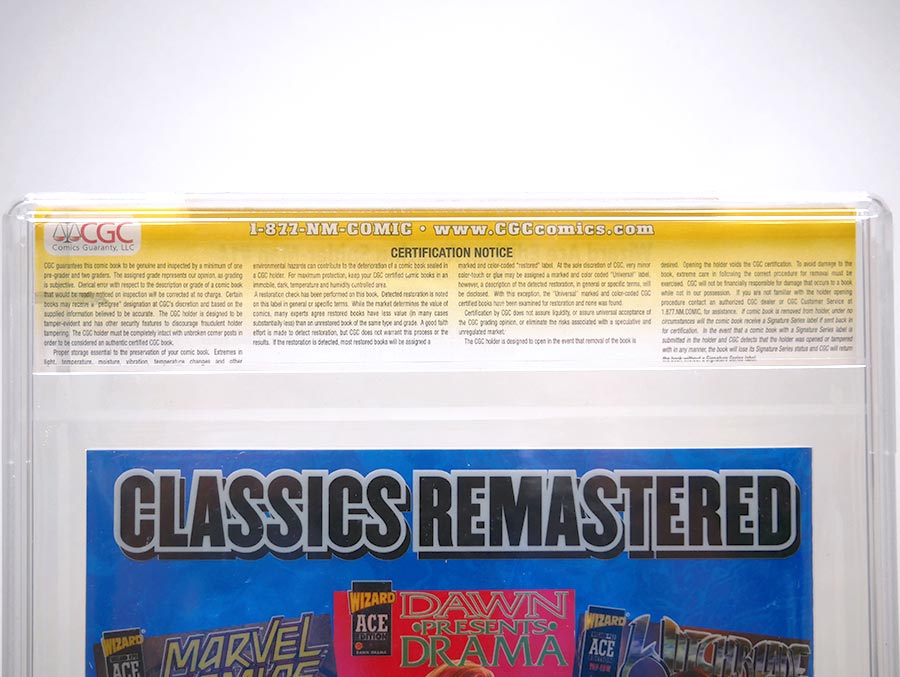 CGC
Comics Guaranty, LLC
1-877-NM-COMIC • www.CGCcomics.com
CERTIFICATION NOTICE
CGC guarantees this comic book to be genuine and inspected by a minimum of one
pre-grader and two graders. The assigned grade represents our opinion, as grading
is subjective. Clerical error with respect to the description or grade of a comic book
that would be readily noticed on inspection will be corrected at no charge. Certain
books may receive a "pedigree" designation at CGC's discretion and based on the
supplied information believed to be accurate. The CGC holder is designed to be
tamper-evident and has other security features to discourage fraudulent holder
tampering. The CGC holder must be completely intact with unbroken corner posts in
order to be considered an authentic certified CGC book.
Proper storage essential to the preservation of your comic book. Extremes in
light, temperature, moisture, vibration, temperature changes and other
environmental hazards can contribute to the deterioration of a comic book sealed in
a CGC holder. For maximum protection, keep your CGC certified comic books in an
immobile, dark, temperature and humidity controlled area.
A restoration check has been performed on this book. Detected restoration is noted
on this label in general or specific terms. While the market determines the value of
comics, many experts agree restored books have less value (in many cases
substantially less) than an unrestored book of the same type and grade. A good faith
effort is made to detect restoration, but CGC does not warrant this process or the
results. If the restoration is detected, most restored books will be assigned a
marked and color-coded "restored" label. At the sole discretion of CGC, very minor
color-touch or glue may be assigned a marked and color coded "Universal" label,
however, a description of the detected restoration, in general or specific terms, will
be disclosed. With this exception, the "Universal" marked and color-coded CGC
certified books have been examined for restoration and none was found.
Certification by CGC does not assure liquidity, or assure universal acceptance of
the CGC grading opinion, or eliminate the risks associated with a speculative and
unregulated market.
The CGC holder is designed to open in the event that removal of the book is
desired. Opening the holder voids the CGC certification. To avoid damage to the
book, extreme care in following the correct procedure for removal must be
exercised. CGC will not be financially responsible for damage that occurs to a book
while not in our possession. If you are not familiar with the holder opening
procedure contact an authorized CGC dealer or CGC Customer Service at
1.877.NM.COMIC, for assistance. If comic book is removed from holder, under no
circumstances will the comic book receive a Signature Series label if sent back in
for certification. In the event that a comic book with a Signature Series label is
submitted in the holder and CGC detects that the holder was opened or tampered
with in any manner, the book will lose its Signature Series status and CGC will return
the book without a Signature Series label.
CLASSICS REMASTERED
WIZARD
ACE
EDITION
MARVEL
COMICS
WIZARD
ACE
EDITION
DAWN DRAMA
DAWN
•PRESENTS•
DRAMA
WIZARD
ACE
WITCHBLADE